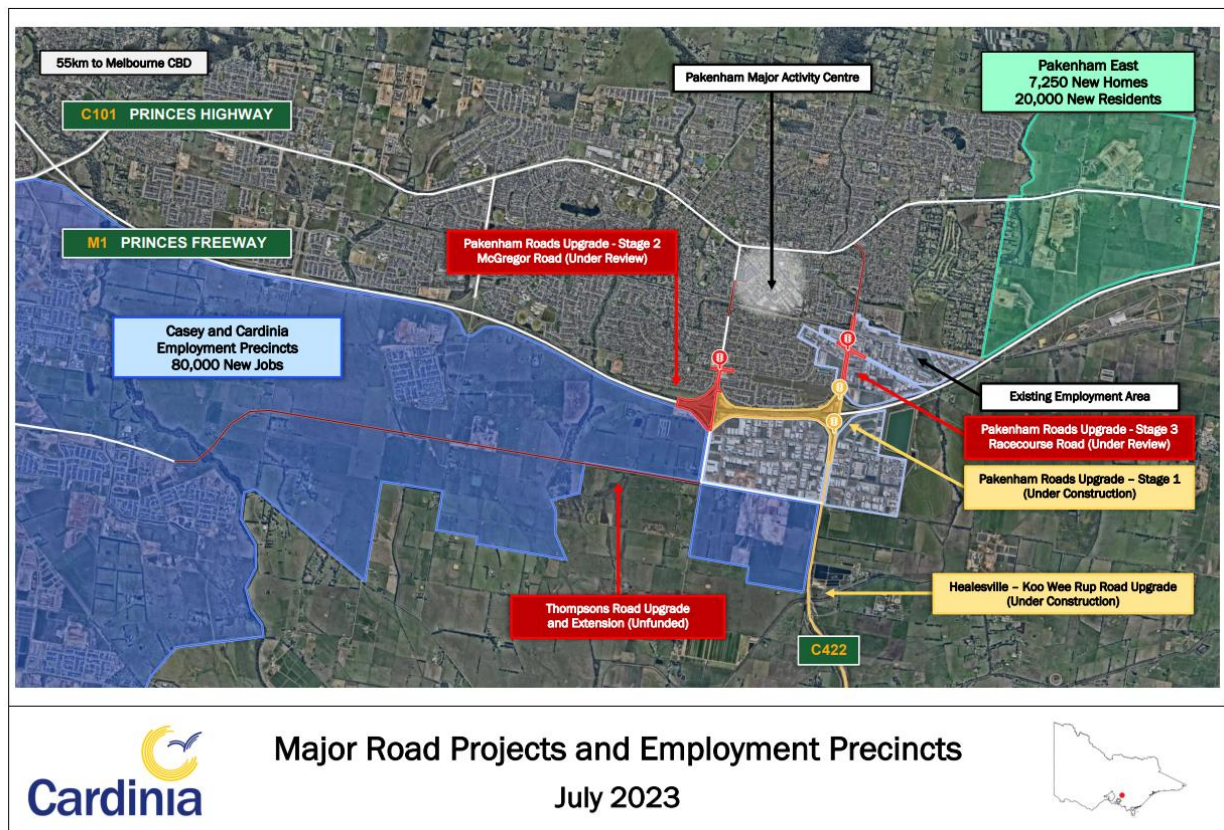 55km to Melbourne CBD
C101 PRINCES HIGHWAY
M1 PRINCES FREEWAY
Pakenham Major Activity Centre
Pakenham East
7,250 New Homes
20,000 New Residents
Pakenham Roads Upgrade - Stage 2
McGregor Road (Under Review)
Casey and Cardinia
Employment Precincts
80,000 New Jobs
Existing Employment Area
Pakenham Roads Upgrade - Stage 3
Racecourse Road (Under Review)
Pakenham Roads Upgrade – Stage 1
(Under Construction)
Healesville – Koo Wee Rup Road Upgrade
(Under Construction)
Thompsons Road Upgrade
and Extension (Unfunded)
C422
Cardinia
Major Road Projects and Employment Precincts
July 2023